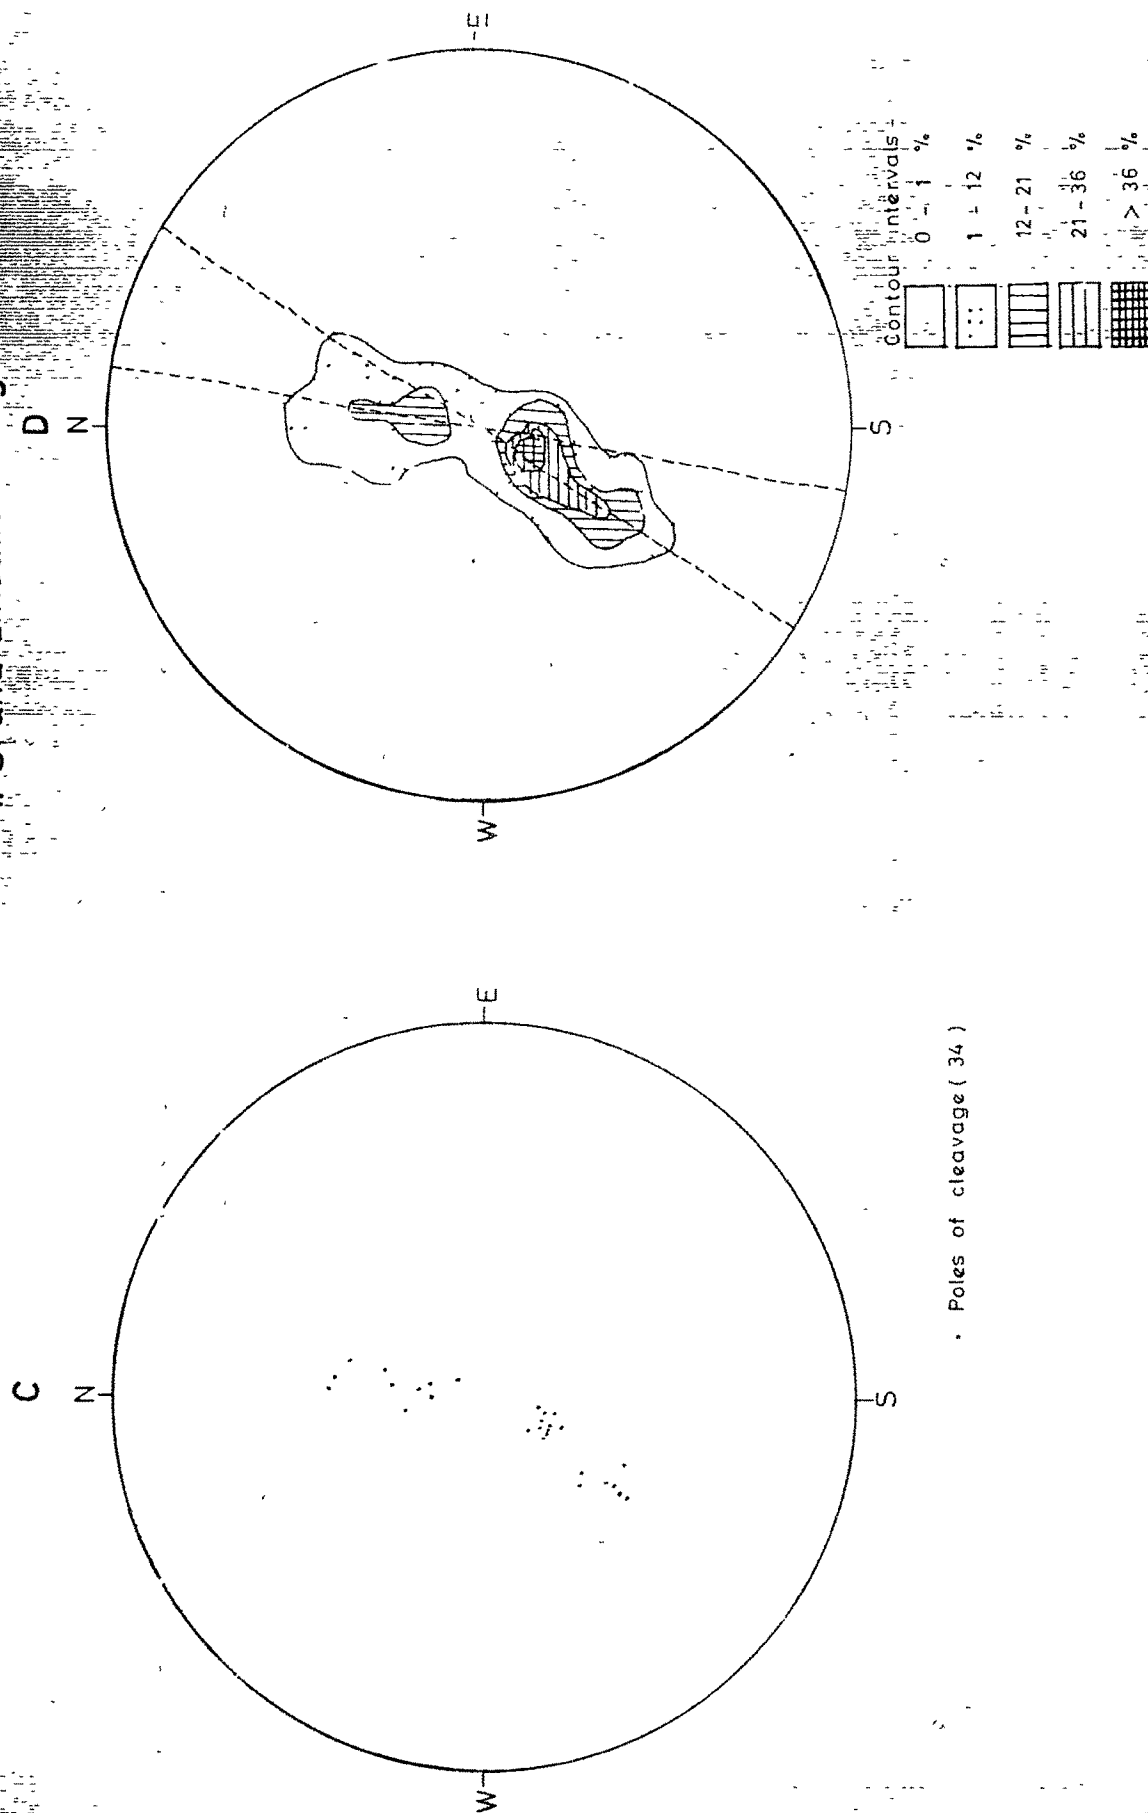 C
N
W
E
S
• Poles of cleavage ( 34 )
D
N
W
E
S
Contour intervals
0 - 1 %
1 - 12 %
12 - 21 %
21 - 36 %
> 36 %